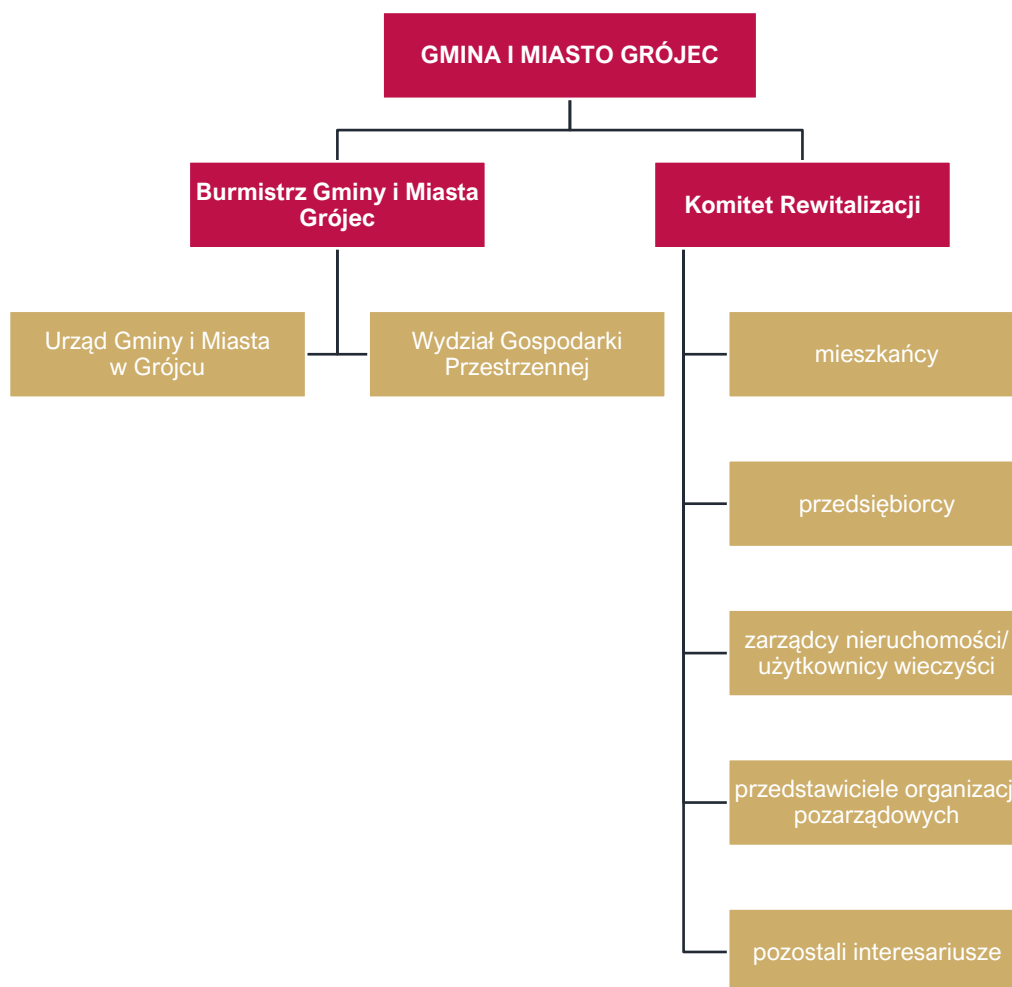 GMINA I MIASTO GRÓJEC
Burmistrz Gminy i Miasta
Grójec
Komitet Rewitalizacji
Urząd Gminy i Miasta
w Grójcu
Wydział Gospodarki
Przestrzennej
mieszkańcy
przedsiębiorcy
zarządcy nieruchomości/
użytkownicy wieczyści
przedstawiciele organizacji
pozarządowych
pozostali interesariusze